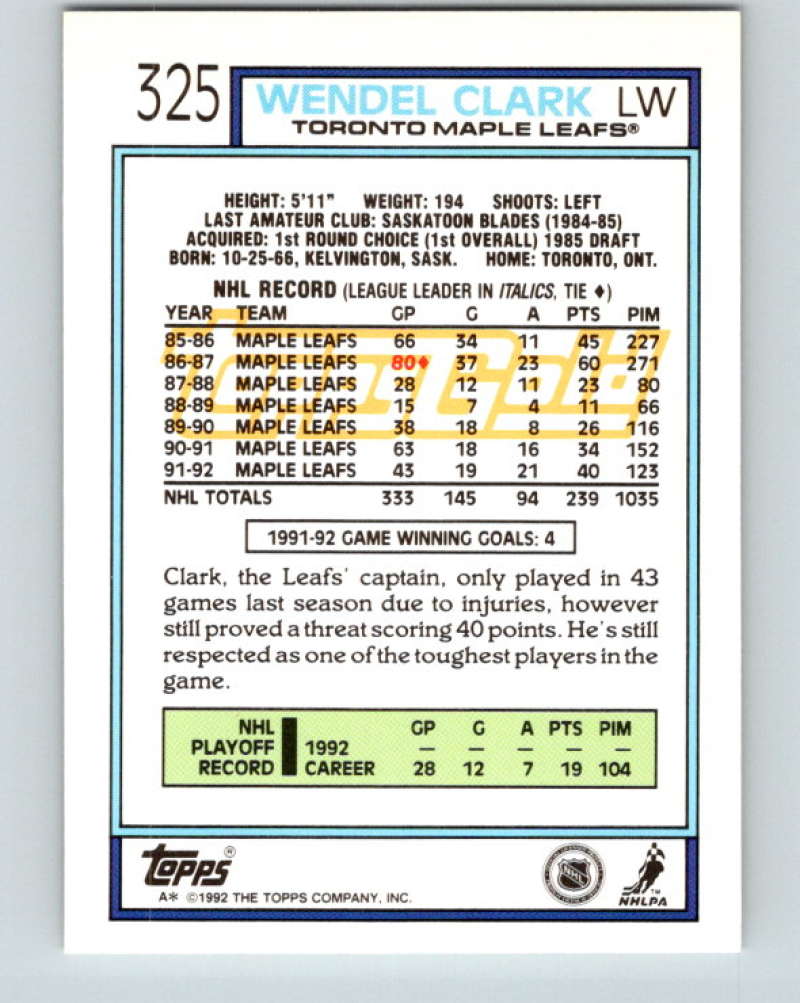 325 WENDEL CLARK LW
TORONTO MAPLE LEAFS®
HEIGHT: 5'11" WEIGHT: 194 SHOOTS: LEFT
LAST AMATEUR CLUB: SASKATOON BLADES (1984-85)
ACQUIRED: 1st ROUND CHOICE (1st OVERALL) 1985 DRAFT
BORN: 10-25-66, KELVINGTON, SASK. HOME: TORONTO, ONT.
NHL RECORD (LEAGUE LEADER IN ITALICS, TIE ♦)
YEAR TEAM GP G A PTS PIM
Topps Gold
85-86 MAPLE LEAFS 66 34 11 45 227
86-87 MAPLE LEAFS 80♦ 37 23 60 271
87-88 MAPLE LEAFS 28 12 11 23 80
88-89 MAPLE LEAFS 15 7 4 11 66
89-90 MAPLE LEAFS 38 18 8 26 116
90-91 MAPLE LEAFS 63 18 16 34 152
91-92 MAPLE LEAFS 43 19 21 40 123
NHL TOTALS 333 145 94 239 1035
1991-92 GAME WINNING GOALS: 4
Clark, the Leafs' captain, only played in 43
games last season due to injuries, however
still proved a threat scoring 40 points. He's still
respected as one of the toughest players in the
game.
NHL GP G A PTS PIM
PLAYOFF 1992 — — — — —
RECORD CAREER 28 12 7 19 104
TOPPS®
A* ©1992 THE TOPPS COMPANY, INC.
NHL
NHLPA™